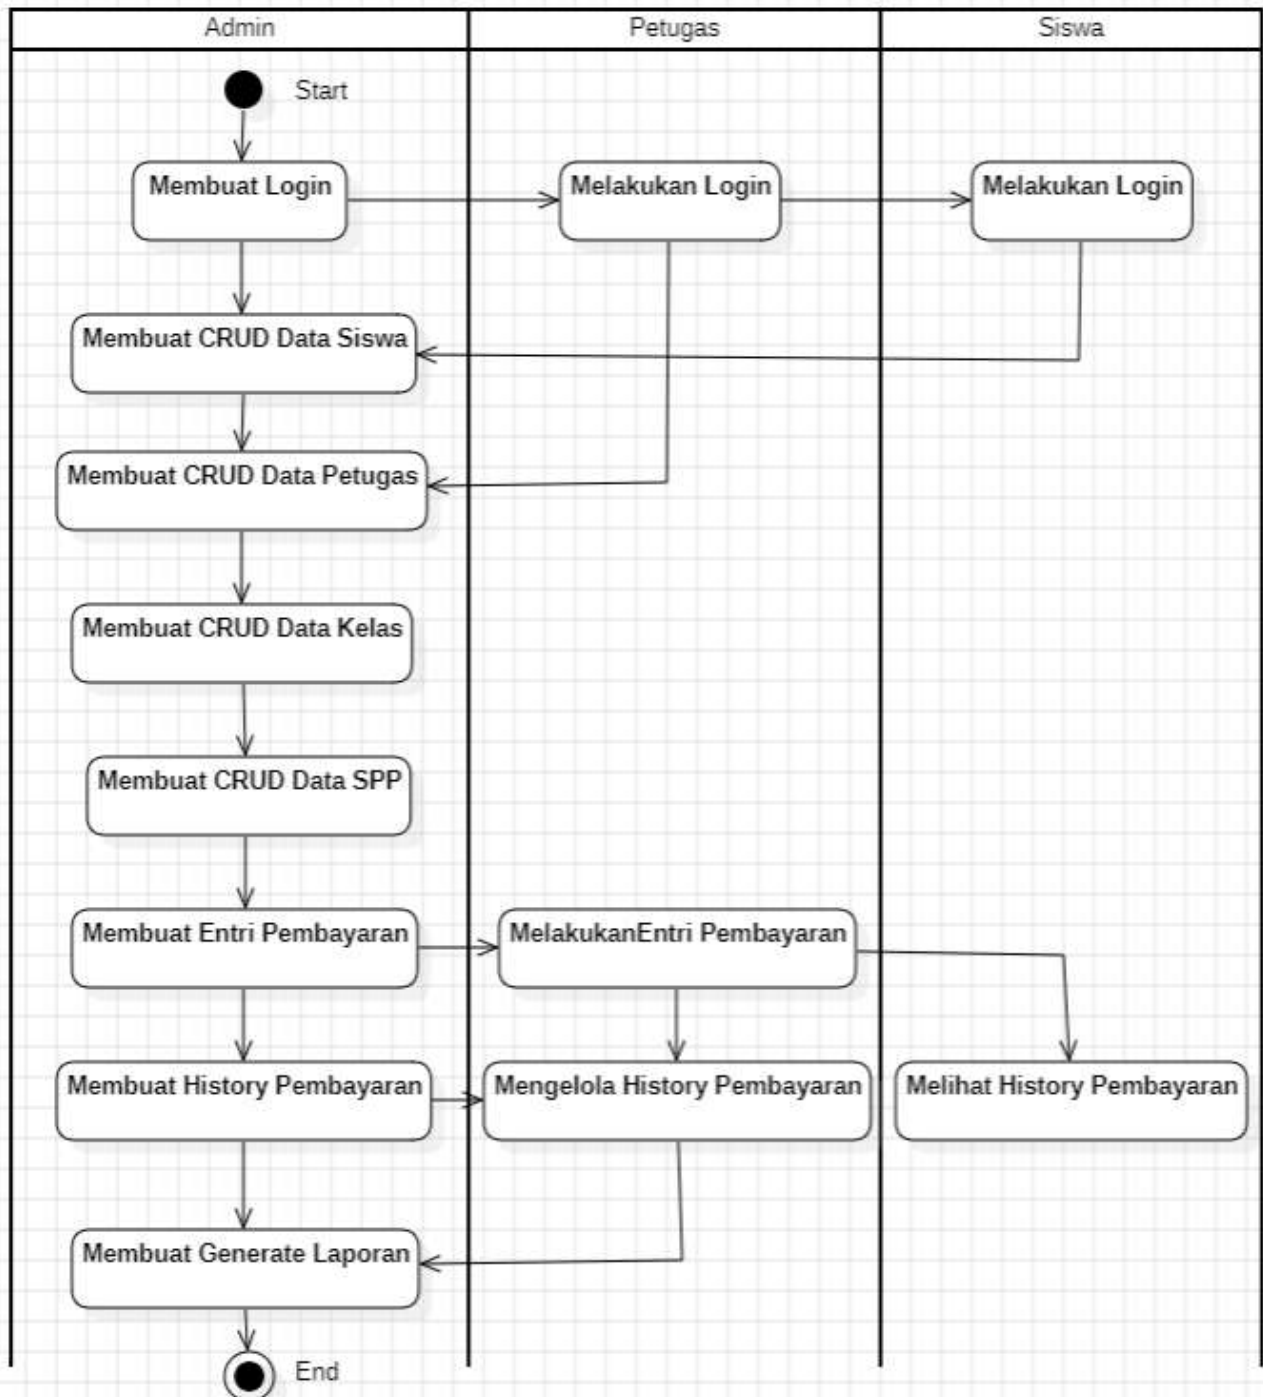 Admin
Petugas
Siswa
Start
Membuat Login
Melakukan Login
Melakukan Login
Membuat CRUD Data Siswa
Membuat CRUD Data Petugas
Membuat CRUD Data Kelas
Membuat CRUD Data SPP
Membuat Entri Pembayaran
MelakukanEntri Pembayaran
Membuat History Pembayaran
Mengelola History Pembayaran
Melihat History Pembayaran
Membuat Generate Laporan
End